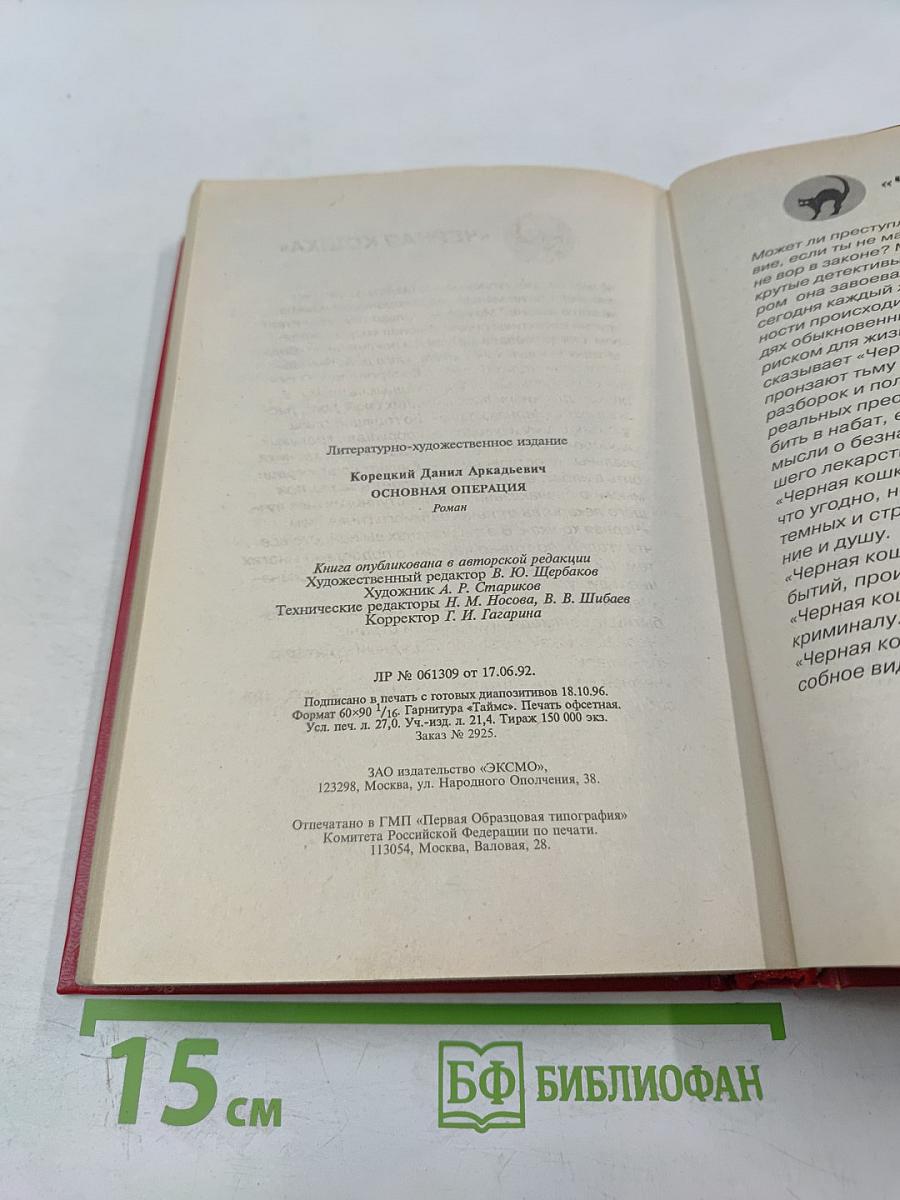 Литературно-художественное издание
Корецкий Данил Аркадьевич
ОСНОВНАЯ ОПЕРАЦИЯ
Роман
Книга опубликована в авторской редакции
Художественный редактор В. Ю. Щербаков
Художник А. Р. Стариков
Технические редакторы Н. М. Носова, В. В. Шибаев
Корректор Г. И. Гагарина
ЛР № 061309 от 17.06.92.
Подписано в печать с готовых диапозитивов 18.10.96.
Формат 60×90 1/16. Гарнитура «Таймс». Печать офсетная.
Усл. печ. л. 27,0. Уч.-изд. л. 21,4. Тираж 150 000 экз.
Заказ № 2925.
ЗАО издательство «ЭКСМО»,
123298, Москва, ул. Народного Ополчения, 38.
Отпечатано в ГМП «Первая Образцовая типография»
Комитета Российской Федерации по печати.
113054, Москва, Валовая, 28.
Может ли преступл
вие, если ты не ма
не вор в законе?
крутые детективы
ром она завоева
сегодня каждый
ности происходи
дях обыкновенн
риском для жиз
сказывает «Чер
пронзают тьму
разборок и пол
реальных прес
бить в набат, е
мысли о безна
шего лекарств
«Черная кошк
что угодно, н
темных и стр
ние и душу.
«Черная кош
бытий, прои
«Черная кош
криминалу.
«Черная ко
собное вид
15 см
БФ БИБЛИОФАН